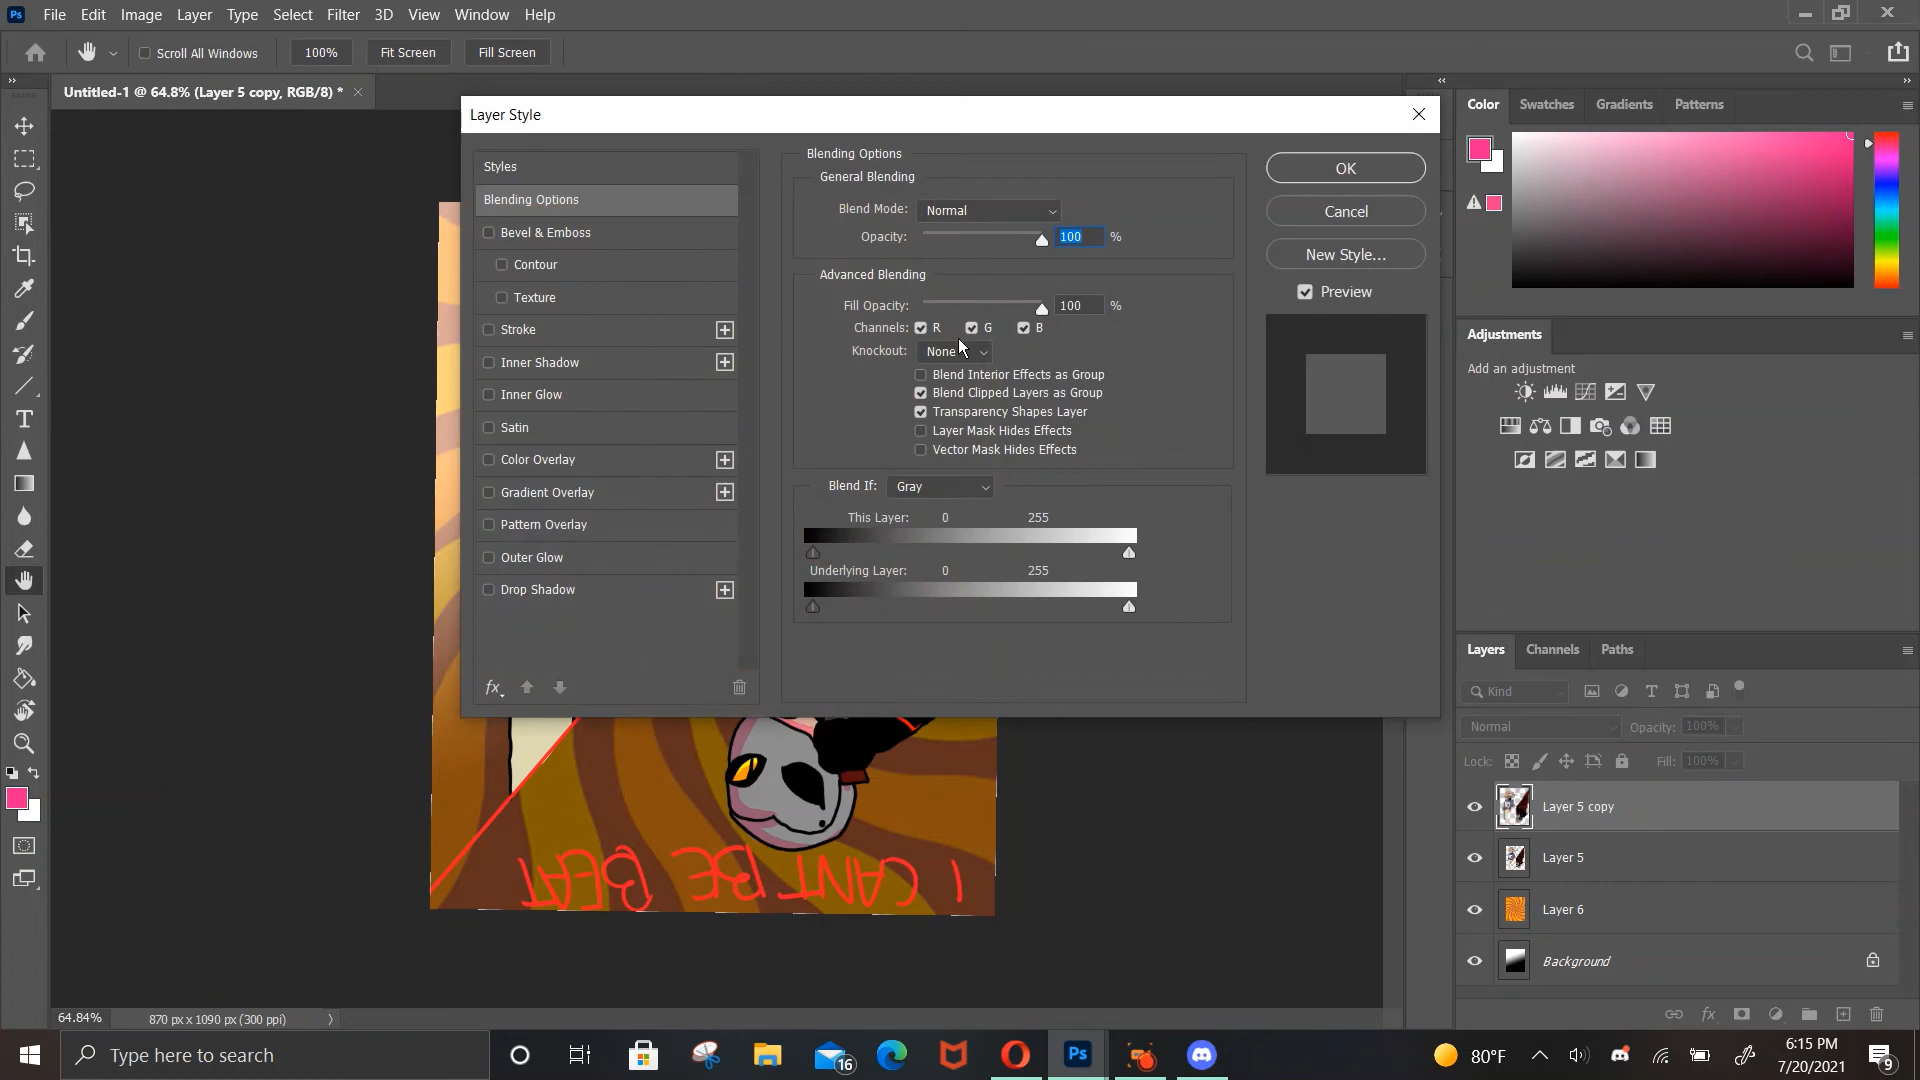 Ps File Edit Image Layer Type Select Filter 3D View Window Help
Scroll All Windows 100% Fit Screen Fill Screen
Untitled-1 @ 64.8% (Layer 5 copy, RGB/8) *
Layer Style
Styles
Blending Options
Bevel & Emboss
Contour
Texture
Stroke
Inner Shadow
Inner Glow
Satin
Color Overlay
Gradient Overlay
Pattern Overlay
Outer Glow
Drop Shadow
fx
Blending Options
General Blending
Blend Mode: Normal
Opacity: 100 %
Advanced Blending
Fill Opacity: 100 %
Channels: R G B
Knockout: None
Blend Interior Effects as Group
Blend Clipped Layers as Group
Transparency Shapes Layer
Layer Mask Hides Effects
Vector Mask Hides Effects
Blend If: Gray
This Layer: 0 255
Underlying Layer: 0 255
OK
Cancel
New Style...
Preview
Color Swatches Gradients Patterns
Adjustments
Add an adjustment
Layers Channels Paths
Kind
Normal Opacity: 100%
Lock: Fill: 100%
Layer 5 copy
Layer 5
Layer 6
Background
fx
I CANT BE BEAT
64.84% 870 px x 1090 px (300 ppi)
Type here to search
16
Ps
80°F
6:15 PM
7/20/2021
9